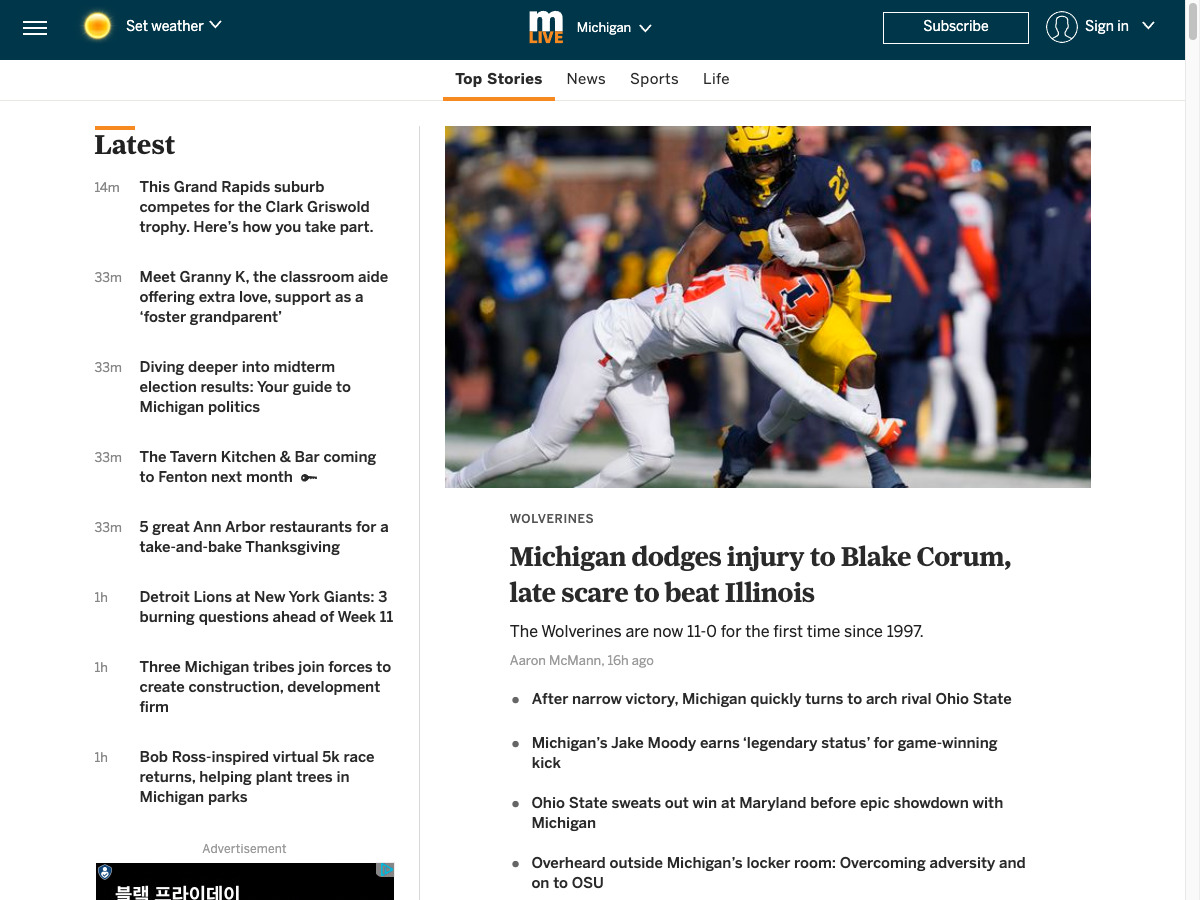 Set weather
m
LIVE
Michigan
Subscribe
Sign in
Top Stories
News
Sports
Life
Latest
14m
This Grand Rapids suburb
competes for the Clark Griswold
trophy. Here's how you take part.
33m
Meet Granny K, the classroom aide
offering extra love, support as a
‘foster grandparent’
33m
Diving deeper into midterm
election results: Your guide to
Michigan politics
33m
The Tavern Kitchen & Bar coming
to Fenton next month
33m
5 great Ann Arbor restaurants for a
take-and-bake Thanksgiving
1h
Detroit Lions at New York Giants: 3
burning questions ahead of Week 11
1h
Three Michigan tribes join forces to
create construction, development
firm
1h
Bob Ross-inspired virtual 5k race
returns, helping plant trees in
Michigan parks
Advertisement
블랙 프라이데이
WOLVERINES
Michigan dodges injury to Blake Corum,
late scare to beat Illinois
The Wolverines are now 11-0 for the first time since 1997.
Aaron McMann, 16h ago
After narrow victory, Michigan quickly turns to arch rival Ohio State
Michigan’s Jake Moody earns ‘legendary status’ for game-winning
kick
Ohio State sweats out win at Maryland before epic showdown with
Michigan
Overheard outside Michigan’s locker room: Overcoming adversity and
on to OSU